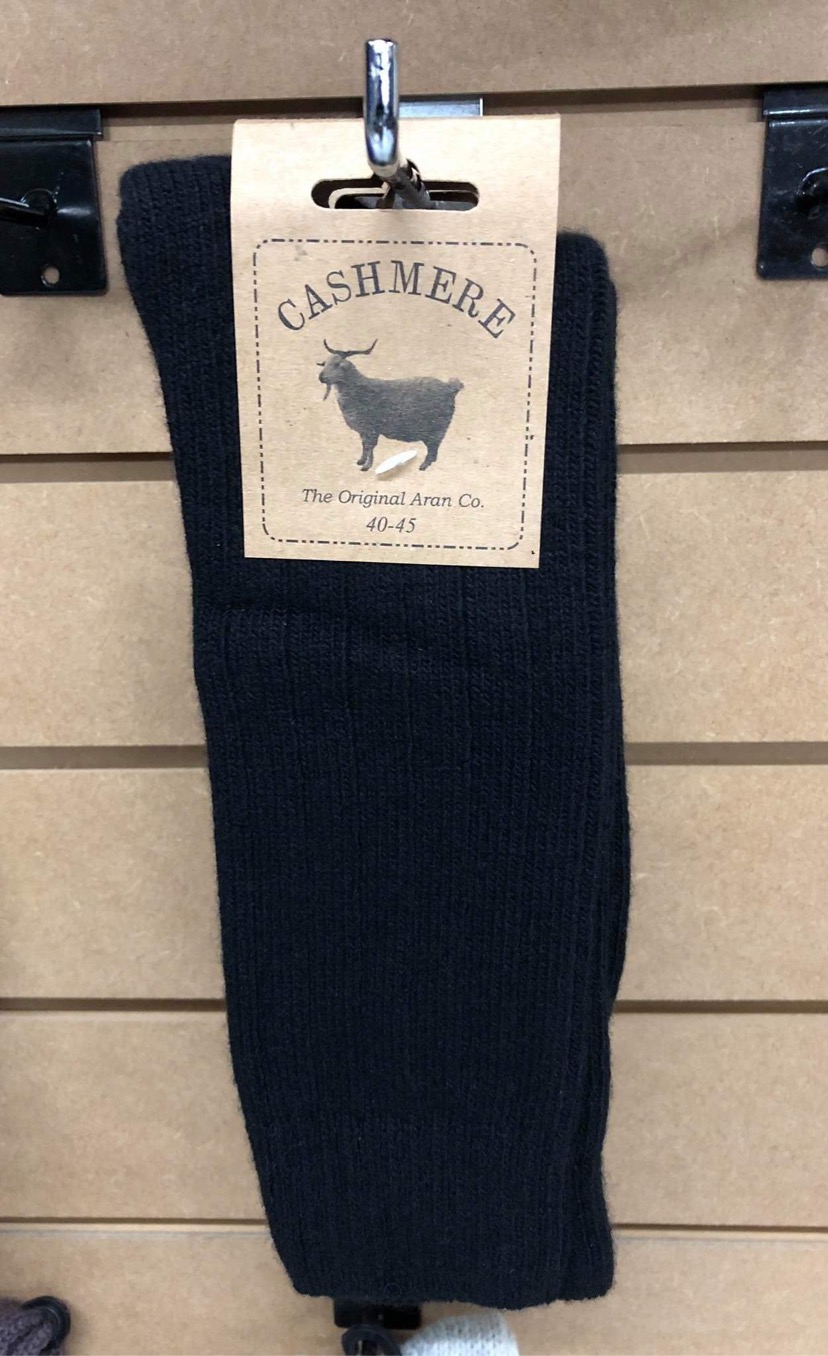 CASHMERE
The Original Aran Co.
40-45